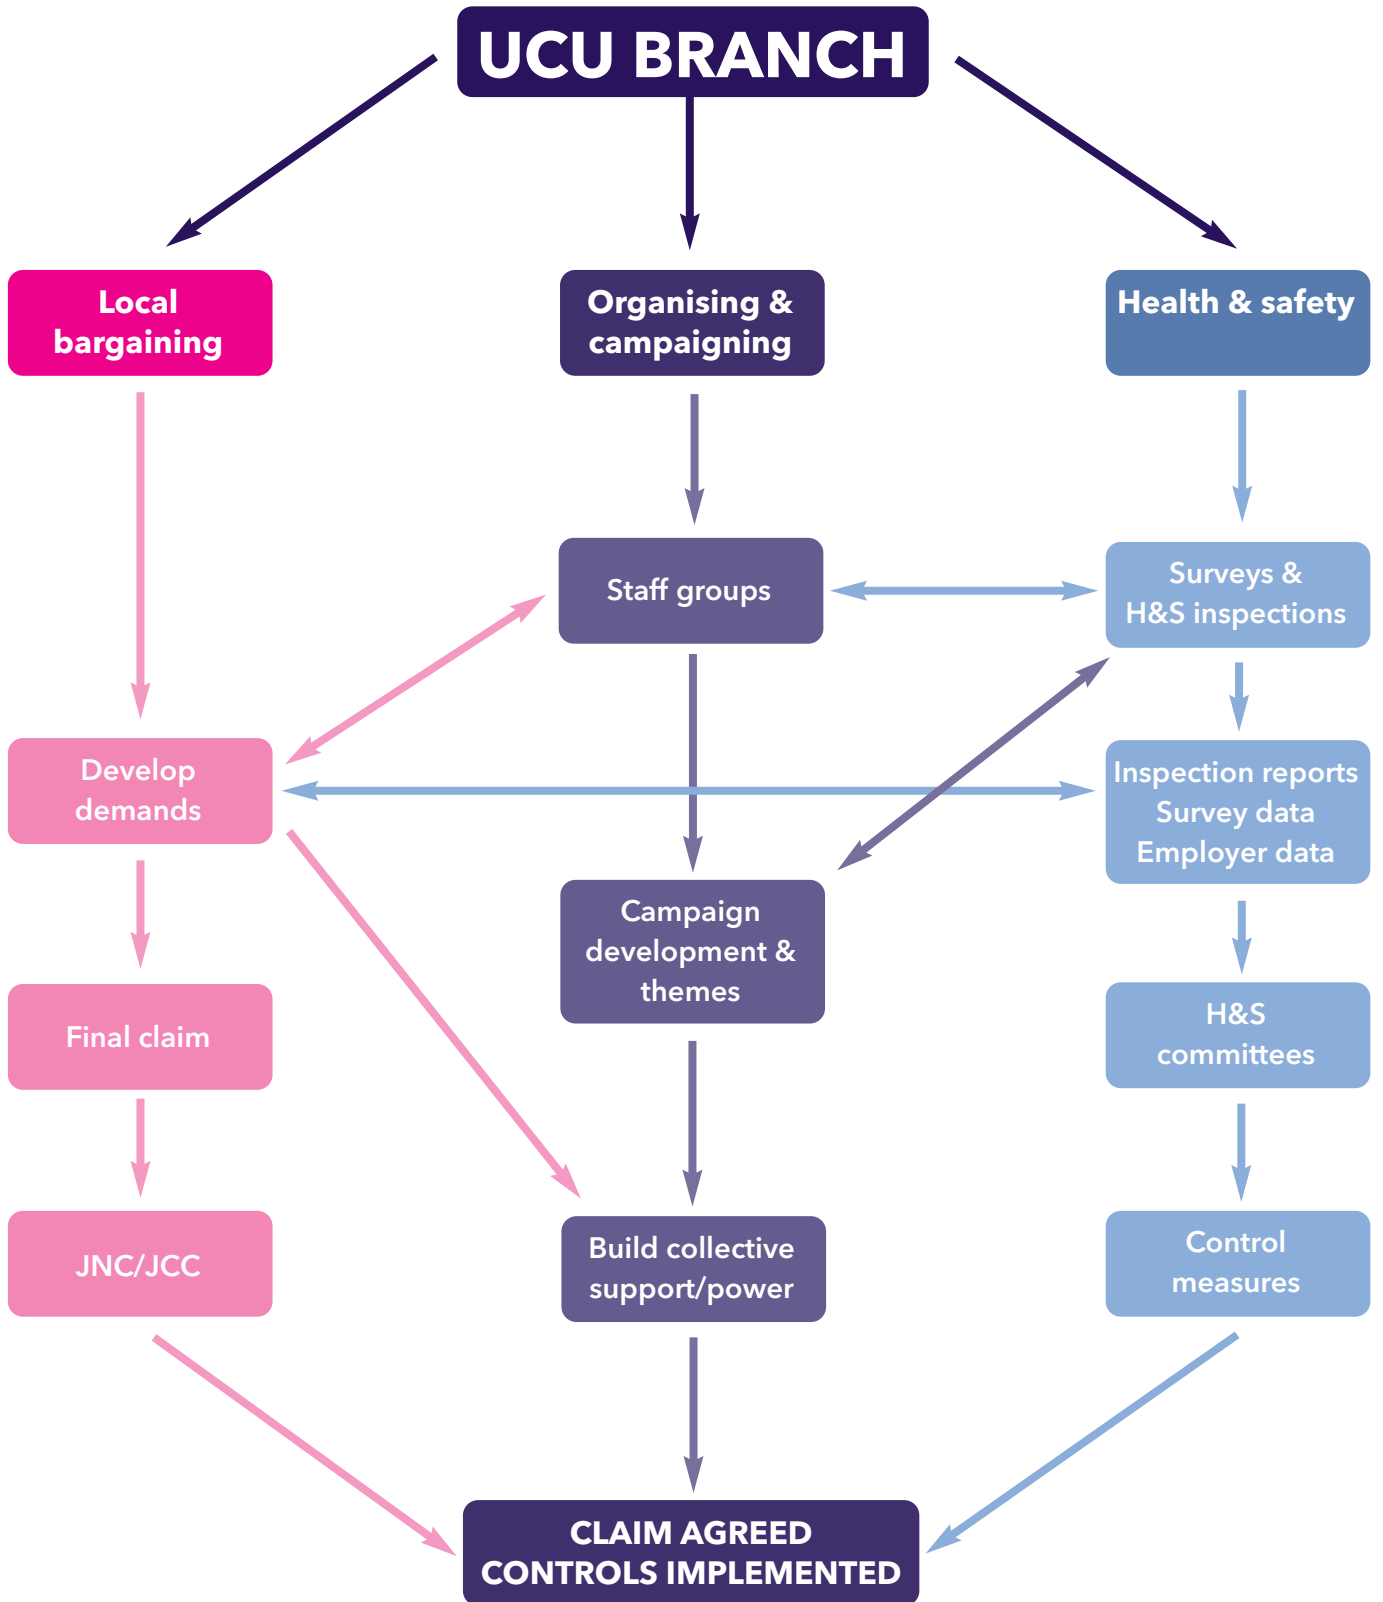 UCU BRANCH
Local
bargaining
Organising &
campaigning
Health & safety
Staff groups
Surveys &
H&S inspections
Develop
demands
Inspection reports
Survey data
Employer data
Campaign
development &
themes
Final claim
H&S
committees
JNC/JCC
Build collective
support/power
Control
measures
CLAIM AGREED
CONTROLS IMPLEMENTED